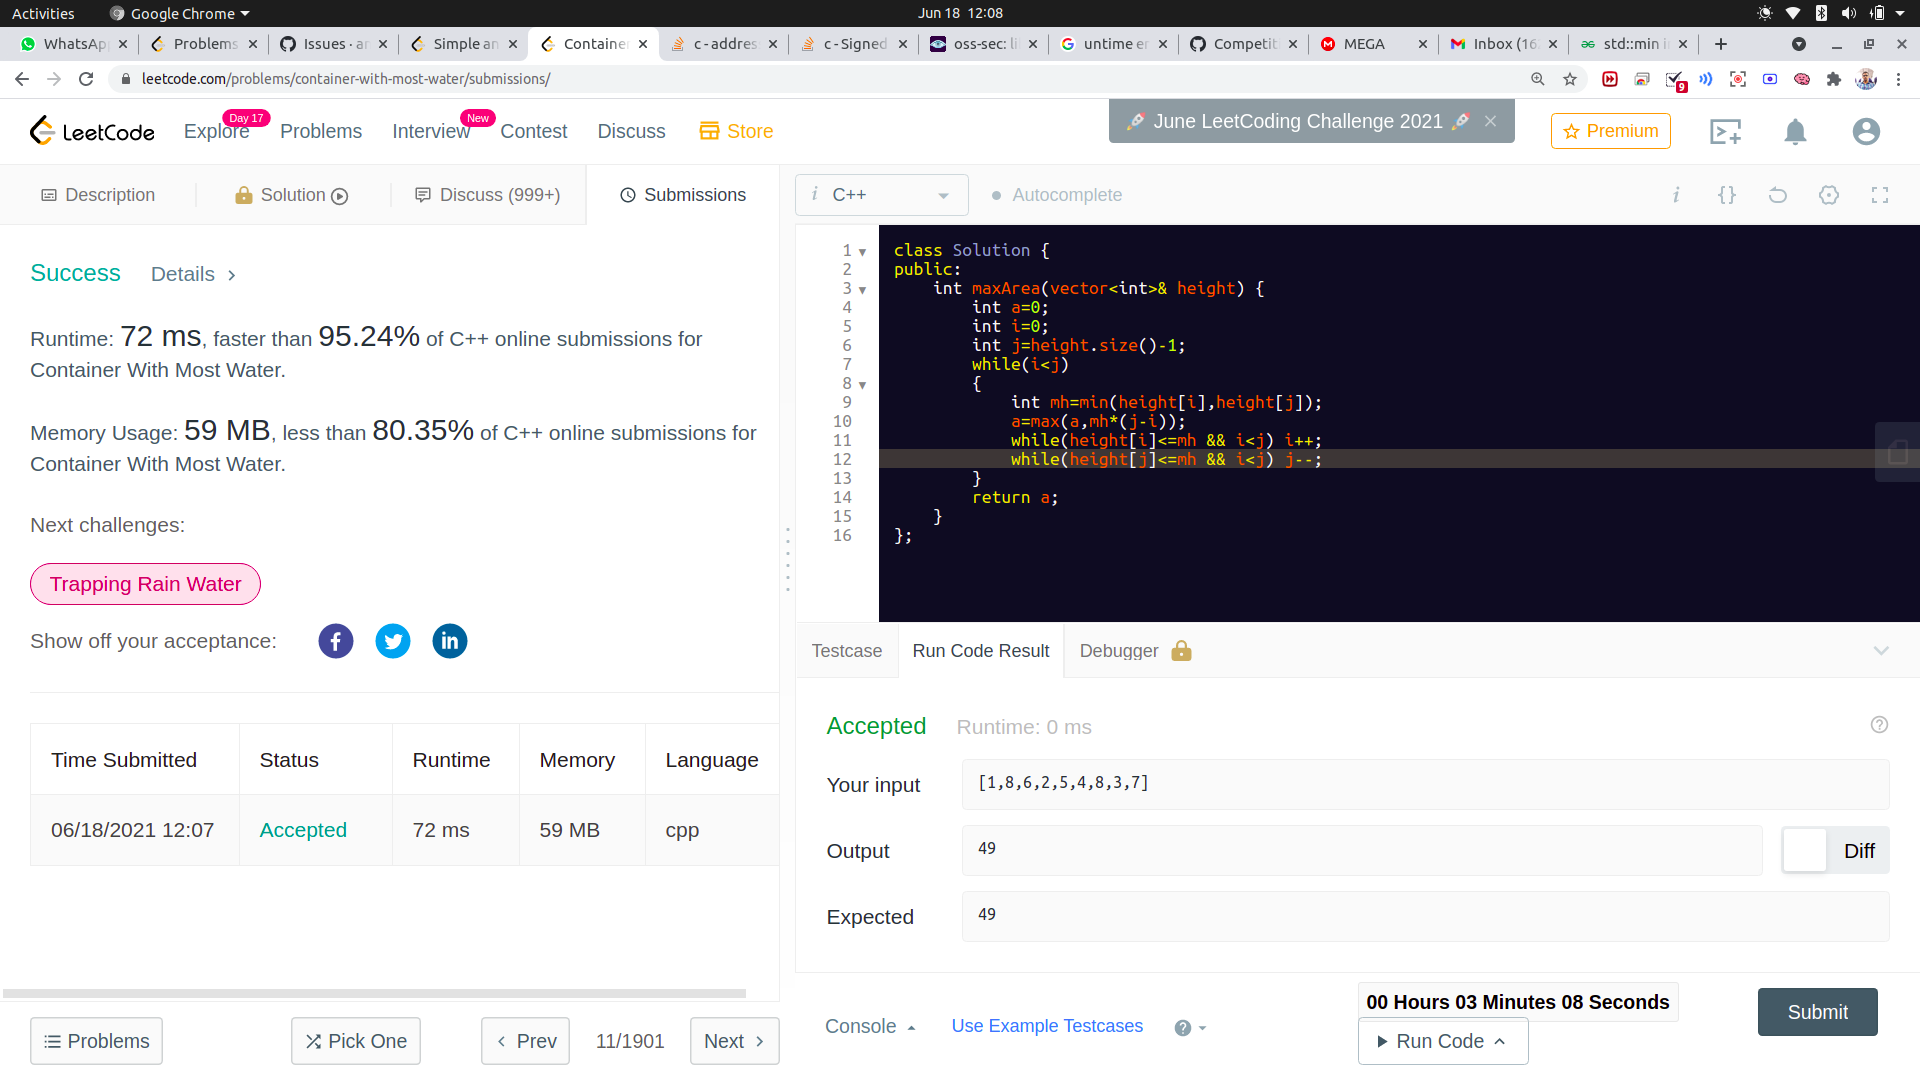 Activities Google Chrome Jun 18 12:08
WhatsAp Problems Issues · a Simple an Container c - addres c - Signed oss-sec: li untime er Competiti MEGA Inbox (16 std::min i
leetcode.com/problems/container-with-most-water/submissions/ 9
LeetCode Explore Day 17 Problems Interview New Contest Discuss Store June LeetCoding Challenge 2021 Premium
Description Solution Discuss (999+) Submissions
i C++ Autocomplete i {}
Success Details
Runtime: 72 ms, faster than 95.24% of C++ online submissions for
Container With Most Water.
Memory Usage: 59 MB, less than 80.35% of C++ online submissions for
Container With Most Water.
Next challenges:
Trapping Rain Water
Show off your acceptance:
Time Submitted Status Runtime Memory Language
06/18/2021 12:07 Accepted 72 ms 59 MB cpp
Problems Pick One Prev 11/1901 Next
1 class Solution {
2 public:
3     int maxArea(vector<int>& height) {
4         int a=0;
5         int i=0;
6         int j=height.size()-1;
7         while(i<j)
8         {
9             int mh=min(height[i],height[j]);
10             a=max(a,mh*(j-i));
11             while(height[i]<=mh && i<j) i++;
12             while(height[j]<=mh && i<j) j--;
13         }
14         return a;
15     }
16 };
Testcase Run Code Result Debugger
Accepted Runtime: 0 ms
Your input [1,8,6,2,5,4,8,3,7]
Output 49 Diff
Expected 49
00 Hours 03 Minutes 08 Seconds
Console Use Example Testcases Run Code Submit